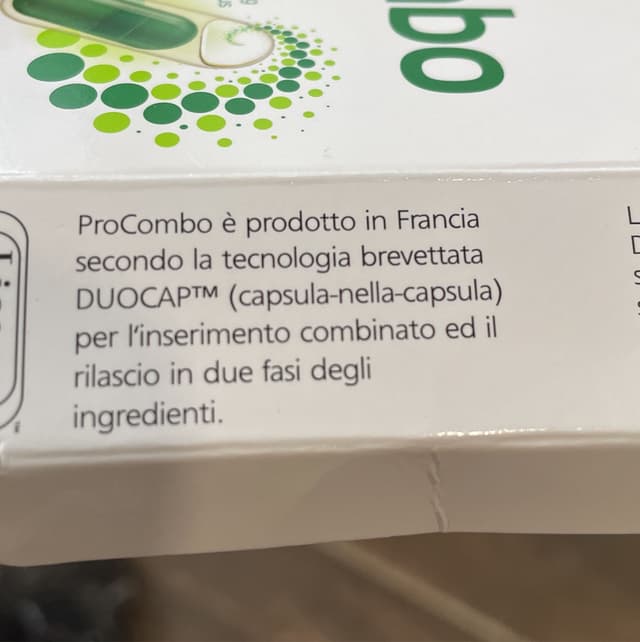 bo
ProCombo è prodotto in Francia
secondo la tecnologia brevettata
DUOCAP™ (capsula-nella-capsula)
per l'inserimento combinato ed il
rilascio in due fasi degli
ingredienti.